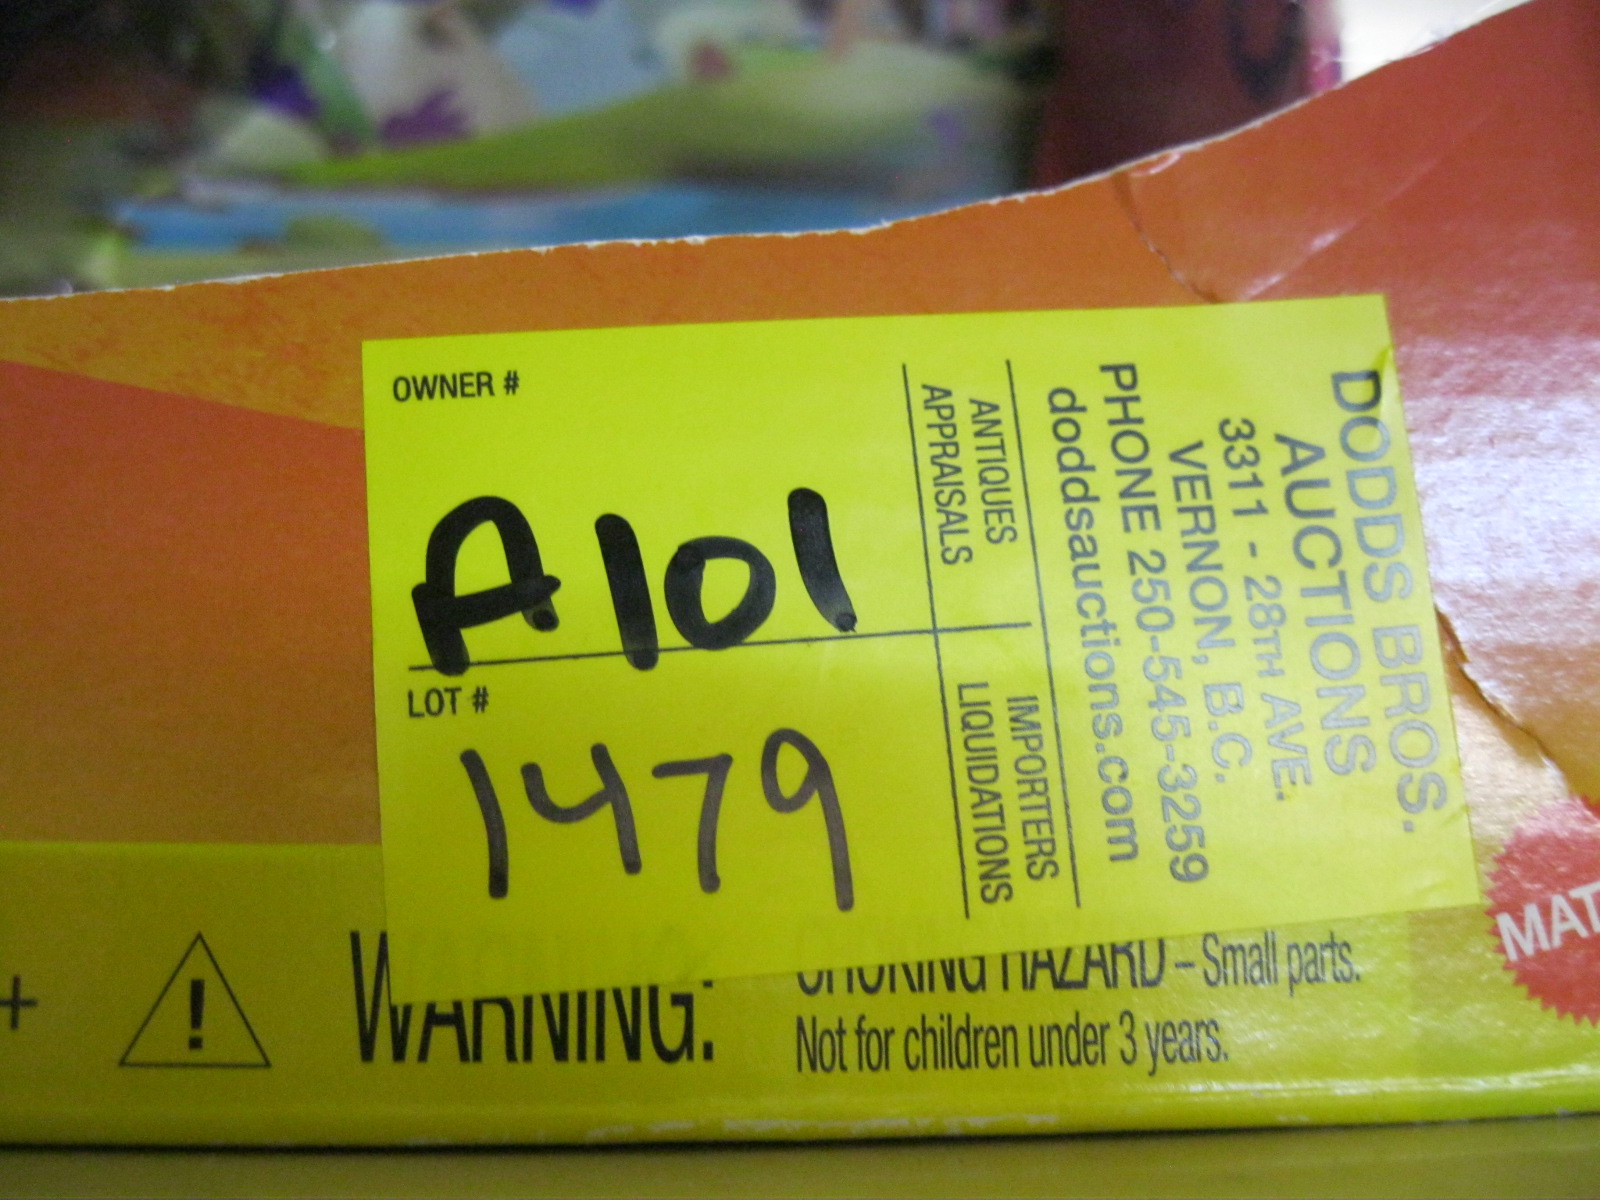 OWNER #
A101
LOT #
1479
DODDS BROS.
AUCTIONS
3311 - 28TH AVE.
VERNON, B.C.
PHONE 250-545-3259
doddsauctions.com
ANTIQUES
APPRAISALS
IMPORTERS
LIQUIDATIONS
+
! WARNING: CHOKING HAZARD – Small parts.
Not for children under 3 years.
MAT